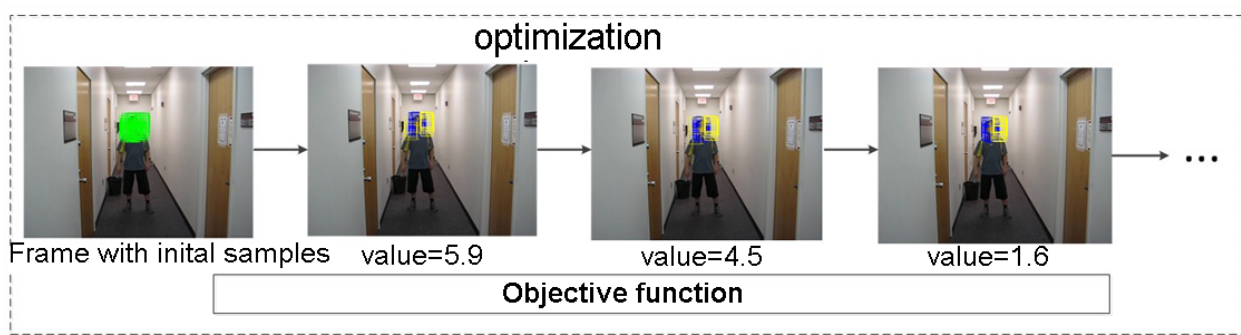 optimization
Frame with inital samples
value=5.9
value=4.5
value=1.6
...
Objective function